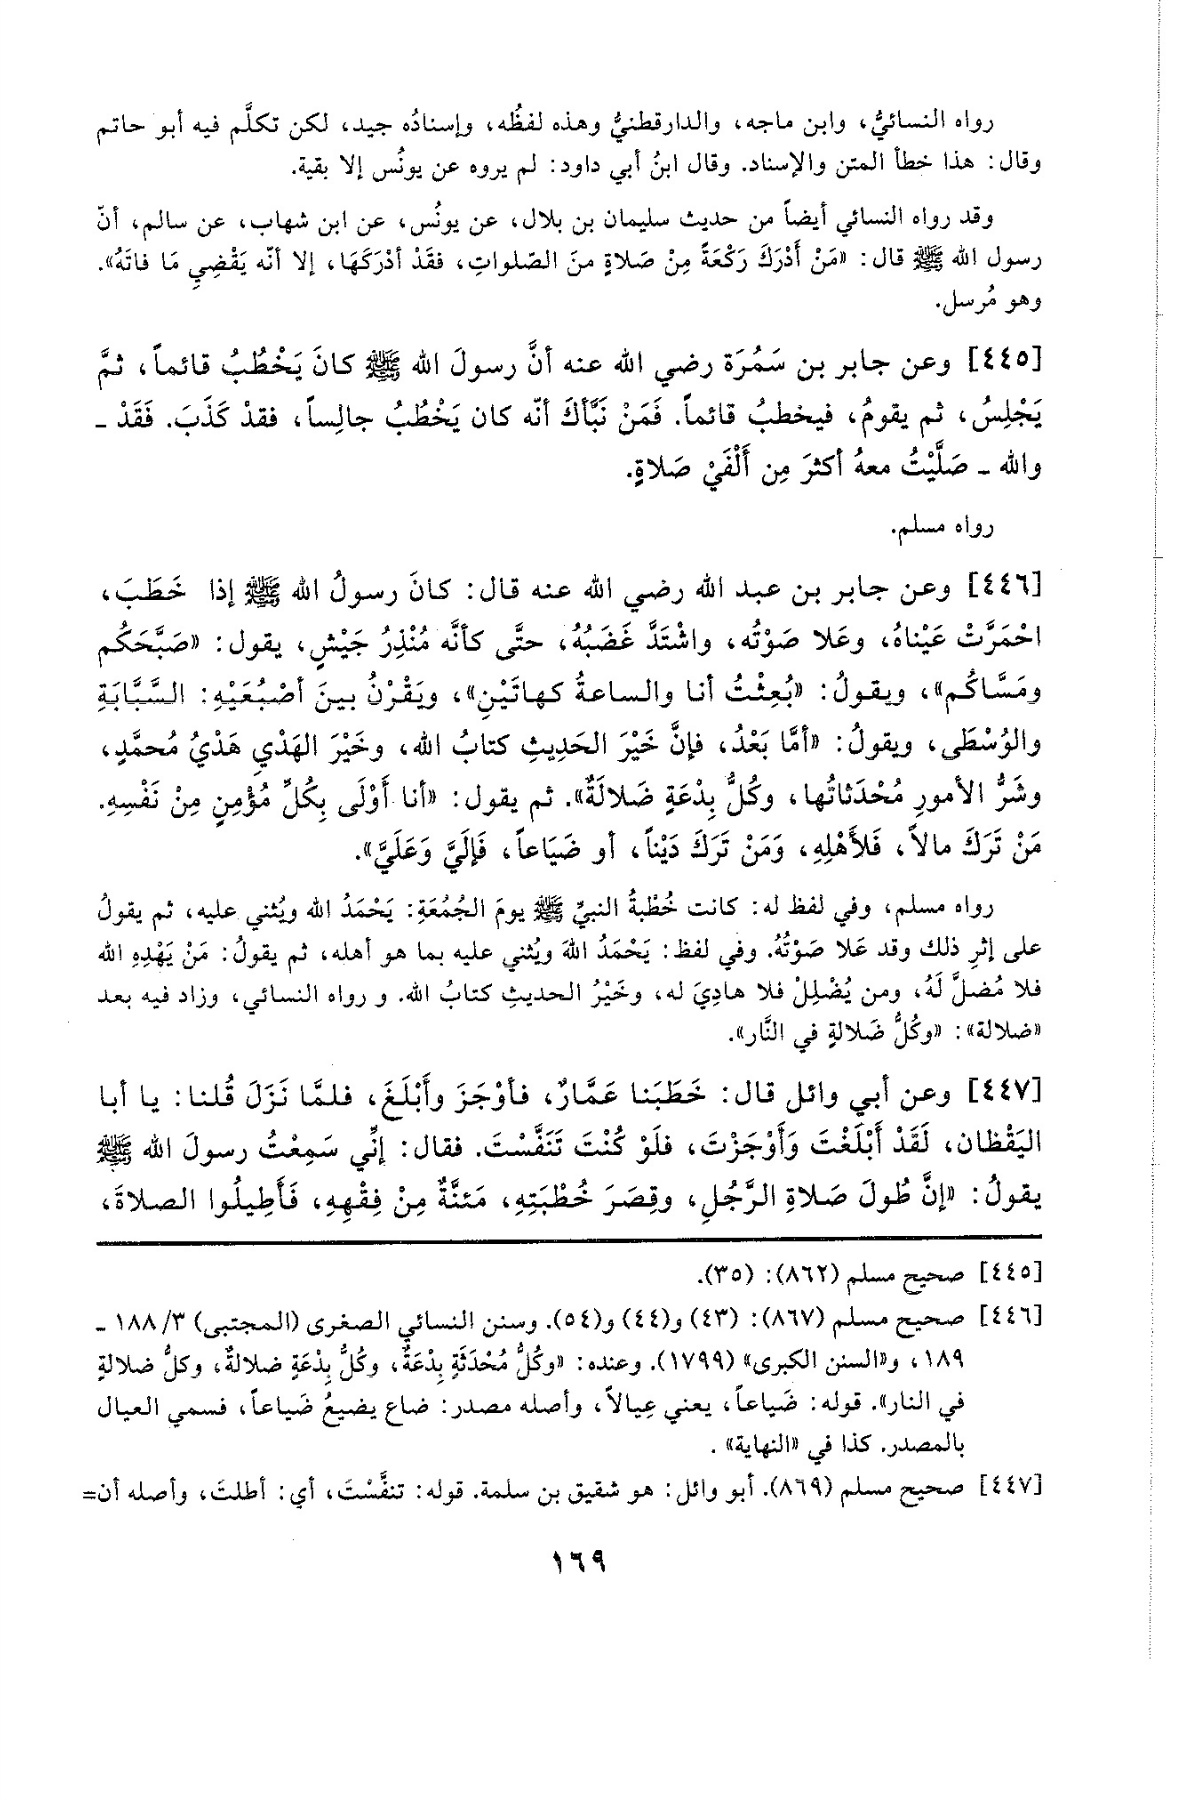 رواه النسائيُّ، وابن ماجه، والدارقطنيُّ وهذه لفظُه، وإسنادُه جيد، لكن تكلَّم فيه أبو حاتم
وقال: هذا خطأ المتن والإسناد. وقال ابنُ أبي داود: لم يروه عن يونُس إلا بقية.
وقد رواه النسائي أيضاً من حديث سليمان بن بلال، عن يونُس، عن ابن شهاب، عن سالم، أنّ
رسول الله ﷺ قال: «مَنْ أَدْرَكَ رَكْعَةً مِنْ صَلاةٍ منَ الصّلواتِ، فقَدْ أدْرَكَهَا، إلا أنّه يَقْضِيِ مَا فاتَهُ».
وهو مُرسل.
[٤٤٥] وعن جابر بن سَمُرَة رضي الله عنه أنَّ رسولَ الله ﷺ كانَ يَخْطُبُ قائماً، ثمَّ
يَجْلِسُ، ثم يقومُ، فيخطبُ قائماً. فَمَنْ نَبَّأكَ أنّه كان يَخْطُبُ جالِساً، فقدْ كَذَبَ. فَقَدْ ـ
والله ـ صَلَّيْتُ معهُ أكثرَ مِن أَلْفَيْ صَلاةٍ.
رواه مسلم.
[٤٤٦] وعن جابر بن عبد الله رضي الله عنه قال: كانَ رسولُ الله ﷺ إذا خَطَبَ،
احْمَرَّتْ عَيْناهُ، وعَلا صَوْتُه، واشْتَدَّ غَضَبُهُ، حتَّى كأنَّه مُنْذِرُ جَيْشٍ، يقول: «صَبَّحَكُم
ومَسَّاكُم»، ويقولُ: «بُعِثْتُ أنا والساعةُ كهاتَيْنِ»، ويَقْرْنُ بينَ أصْبُعَيْهِ: السَّبَّابَةِ
والوُسْطَى، ويقولُ: «أمَّا بَعْدُ، فإنَّ خَيْرَ الحَدِيثِ كتابُ الله، وخَيْرَ الهَدْيِ هَدْيُ مُحمَّدٍ،
وشَرُّ الأمورِ مُحْدَثاتُها، وكُلُّ بِدْعَةٍ ضَلالَةٌ». ثم يقول: «أنا أَوْلَى بِكُلِّ مُؤْمِنٍ مِنْ نَفْسِهِ.
مَنْ تَرَكَ مالاً، فَلأَهْلِهِ، وَمَنْ تَرَكَ دَيْناً، أو ضَيَاعاً، فَإلَيَّ وَعَلَيَّ».
رواه مسلم، وفي لفظ له: كانت خُطْبةُ النبيِّ ﷺ يومَ الجُمُعَةِ: يَحْمَدُ الله ويُثني عليه، ثم يقولُ
على إثرِ ذلك وقد عَلا صَوْتُهُ. وفي لفظ: يَحْمَدُ اللهَ ويُثني عليه بما هو أهله، ثم يقولُ: مَنْ يَهْدِهِ الله
فلا مُضلَّ لَهُ، ومن يُضْلِلْ فلا هادِيَ له، وخَيْرُ الحديثِ كتابُ الله. و رواه النسائي، وزاد فيه بعد
«ضلالة»: «وكُلُّ ضَلالةٍ في النَّار».
[٤٤٧] وعن أبي وائل قال: خَطَبَنا عَمَّارٌ، فأوْجَزَ وأَبْلَغَ، فلمَّا نَزَلَ قُلنا: يا أبا
اليَقْظان، لَقَدْ أَبْلَغْتَ وَأَوْجَزْتَ، فلَوْ كُنْتَ تَنَفَّسْتَ. فقال: إنِّي سَمِعْتُ رسولَ الله ﷺ
يقولُ: «إنَّ طُولَ صَلاةِ الرَّجُلِ، وقِصَرَ خُطْبَتِهِ، مَئنَّةٌ مِنْ فِقْهِهِ، فَأَطِيلُوا الصلاةَ،
[٤٤٥] صحيح مسلم (٨٦٢): (٣٥).
[٤٤٦] صحيح مسلم (٨٦٧): (٤٣) و(٤٤) و(٥٤). وسنن النسائي الصغرى (المجتبى) ٣/ ١٨٨ ـ
١٨٩، و«السنن الكبرى» (١٧٩٩). وعنده: «وكُلُّ مُحْدَثَةٍ بِدْعَةٌ، وكُلُّ بِدْعَةٍ ضلالةٌ، وكلُّ ضلالةٍ
في النار». قوله: ضَياعاً، يعني عِيالاً، وأصله مصدر: ضاع يضيعُ ضَياعاً، فسمي العيال
بالمصدر. كذا في «النهاية» .
[٤٤٧] صحيح مسلم (٨٦٩). أبو وائل: هو شقيق بن سلمة. قوله: تنفَّسْتَ، أي: أطلتَ، وأصله أن=
١٦٩